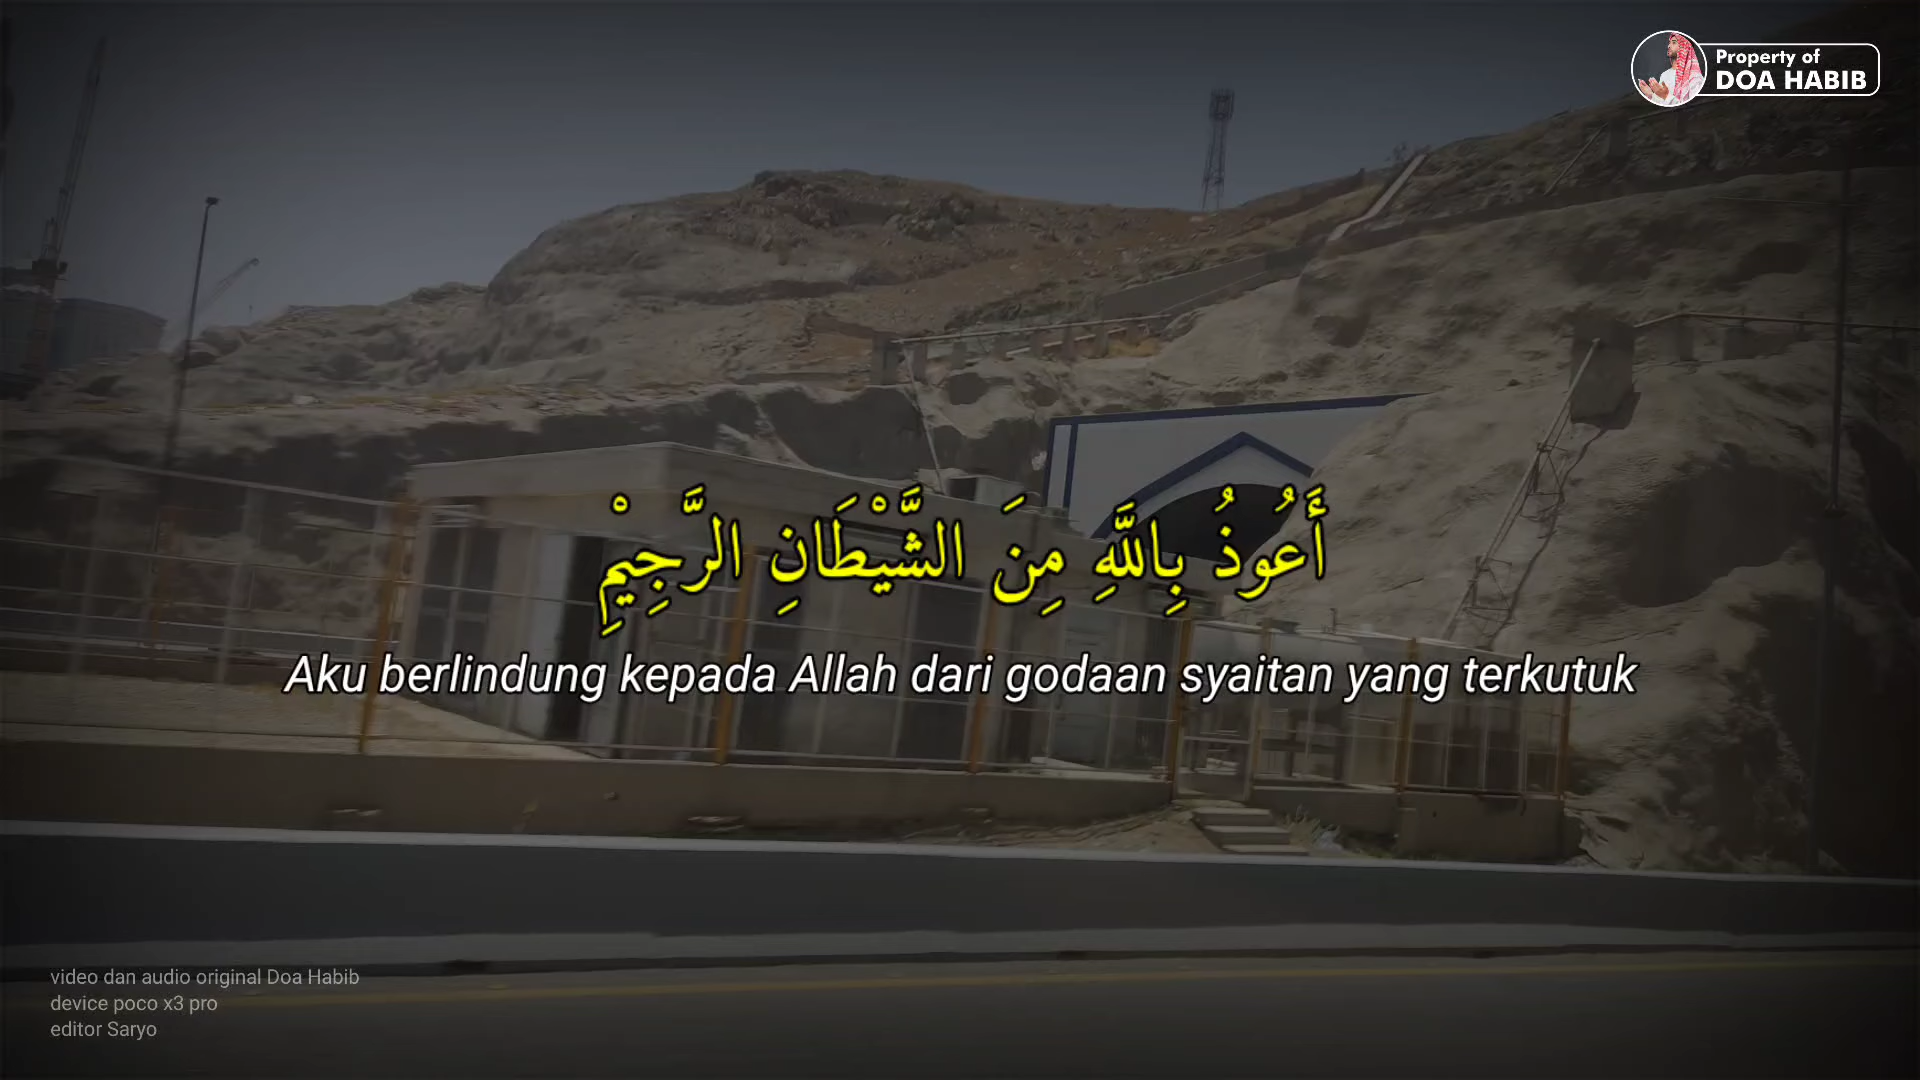 Property of
DOA HABIB
أَعُوذُ بِاللَّهِ مِنَ الشَّيْطَانِ الرَّجِيْمِ
Aku berlindung kepada Allah dari godaan syaitan yang terkutuk
video dan audio original Doa Habib
device poco x3 pro
editor Saryo